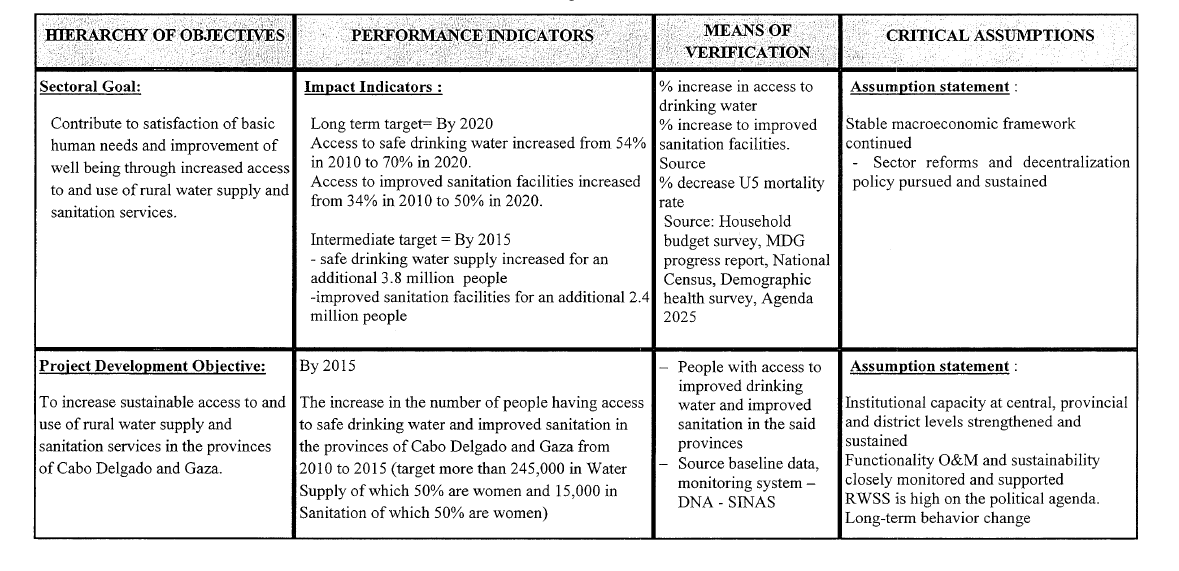 HIERARCHY OF OBJECTIVES
PERFORMANCE INDICATORS
MEANS OF
VERIFICATION
CRITICAL ASSUMPTIONS
Sectoral Goal:
Contribute to satisfaction of basic
human needs and improvement of
well being through increased access
to and use of rural water supply and
sanitation services.
Impact Indicators :
Long term target= By 2020
Access to safe drinking water increased from 54%
in 2010 to 70% in 2020.
Access to improved sanitation facilities increased
from 34% in 2010 to 50% in 2020.
Intermediate target = By 2015
- safe drinking water supply increased for an
additional 3.8 million people
-improved sanitation facilities for an additional 2.4
million people
% increase in access to
drinking water
% increase to improved
sanitation facilities.
Source
% decrease U5 mortality
rate
Source: Household
budget survey, MDG
progress report, National
Census, Demographic
health survey, Agenda
2025
Assumption statement :
Stable macroeconomic framework
continued
- Sector reforms and decentralization
policy pursued and sustained
Project Development Objective:
To increase sustainable access to and
use of rural water supply and
sanitation services in the provinces
of Cabo Delgado and Gaza.
By 2015
The increase in the number of people having access
to safe drinking water and improved sanitation in
the provinces of Cabo Delgado and Gaza from
2010 to 2015 (target more than 245,000 in Water
Supply of which 50% are women and 15,000 in
Sanitation of which 50% are women)
– People with access to
improved drinking
water and improved
sanitation in the said
provinces
– Source baseline data,
monitoring system –
DNA - SINAS
Assumption statement :
Institutional capacity at central, provincial
and district levels strengthened and
sustained
Functionality O&M and sustainability
closely monitored and supported
RWSS is high on the political agenda.
Long-term behavior change